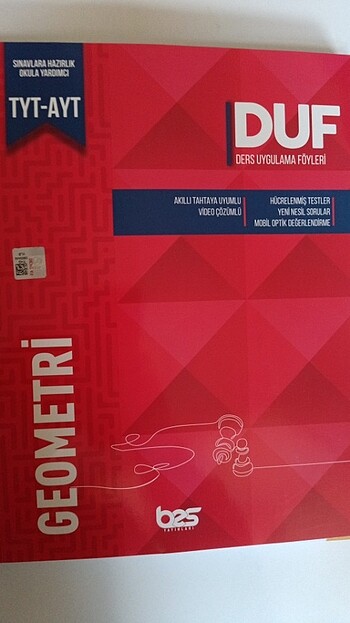 SINAVLARA HAZIRLIK
OKULA YARDIMCI
TYT-AYT
DUF
DERS UYGULAMA FÖYLERİ
AKILLI TAHTAYA UYUMLU
VİDEO ÇÖZÜMLÜ
HÜCRELENMİŞ TESTLER
YENİ NESİL SORULAR
MOBİL OPTİK DEĞERLENDİRME
GEOMETRİ
bes
YAYINLARI